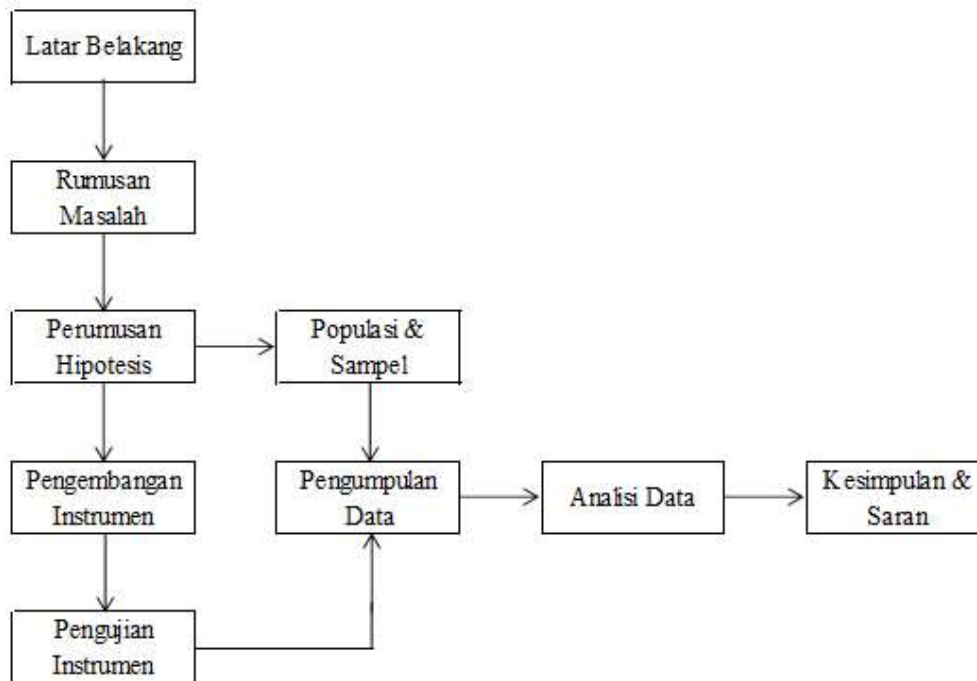 Latar Belakang
Rumusan
Masalah
Perumusan
Hipotesis
Populasi &
Sampel
Pengembangan
Instrumen
Pengumpulan
Data
Analisi Data
Kesimpulan &
Saran
Pengujian
Instrumen